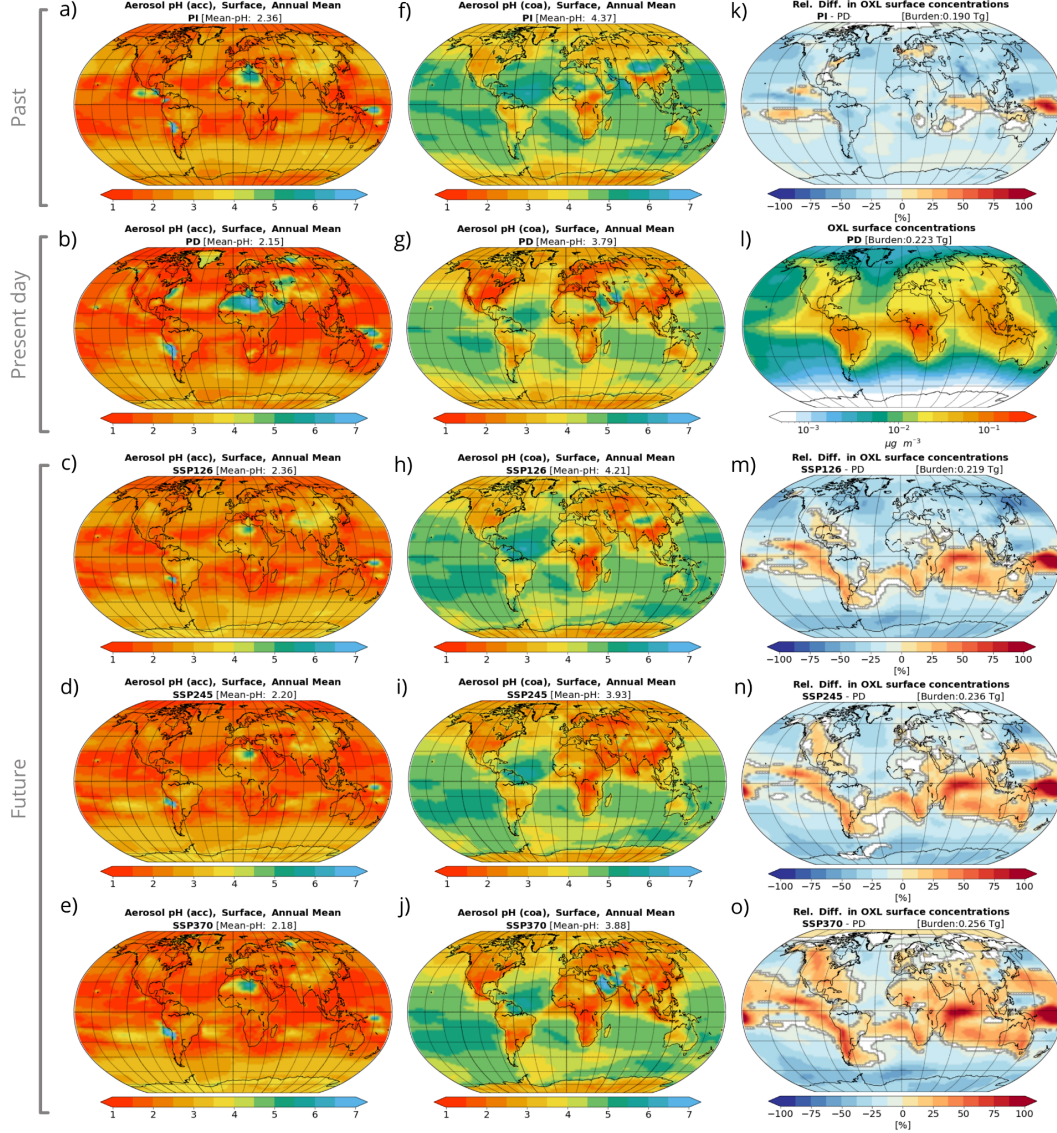 Past
a)
Aerosol pH (acc), Surface, Annual Mean
PI [Mean-pH: 2.36]
1 2 3 4 5 6 7
f)
Aerosol pH (coa), Surface, Annual Mean
PI [Mean-pH: 4.37]
1 2 3 4 5 6 7
k)
Rel. Diff. in OXL surface concentrations
PI - PD [Burden:0.190 Tg]
−100 −75 −50 −25 0 25 50 75 100
[%]
Present day
b)
Aerosol pH (acc), Surface, Annual Mean
PD [Mean-pH: 2.15]
1 2 3 4 5 6 7
g)
Aerosol pH (coa), Surface, Annual Mean
PD [Mean-pH: 3.79]
1 2 3 4 5 6 7
l)
OXL surface concentrations
PD [Burden:0.223 Tg]
10⁻³ 10⁻² 10⁻¹
μg m⁻³
Future
c)
Aerosol pH (acc), Surface, Annual Mean
SSP126 [Mean-pH: 2.36]
1 2 3 4 5 6 7
h)
Aerosol pH (coa), Surface, Annual Mean
SSP126 [Mean-pH: 4.21]
1 2 3 4 5 6 7
m)
Rel. Diff. in OXL surface concentrations
SSP126 - PD [Burden:0.219 Tg]
−100 −75 −50 −25 0 25 50 75 100
[%]
d)
Aerosol pH (acc), Surface, Annual Mean
SSP245 [Mean-pH: 2.20]
1 2 3 4 5 6 7
i)
Aerosol pH (coa), Surface, Annual Mean
SSP245 [Mean-pH: 3.93]
1 2 3 4 5 6 7
n)
Rel. Diff. in OXL surface concentrations
SSP245 - PD [Burden:0.236 Tg]
−100 −75 −50 −25 0 25 50 75 100
[%]
e)
Aerosol pH (acc), Surface, Annual Mean
SSP370 [Mean-pH: 2.18]
1 2 3 4 5 6 7
j)
Aerosol pH (coa), Surface, Annual Mean
SSP370 [Mean-pH: 3.88]
1 2 3 4 5 6 7
o)
Rel. Diff. in OXL surface concentrations
SSP370 - PD [Burden:0.256 Tg]
−100 −75 −50 −25 0 25 50 75 100
[%]